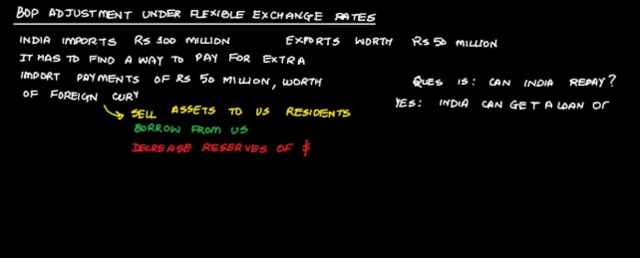 BOP ADJUSTMENT UNDER FLEXIBLE EXCHANGE RATES
INDIA IMPORTS RS 100 MILLION EXPORTS WORTH RS 50 MILLION
IT HAS TO FIND A WAY TO PAY FOR EXTRA
IMPORT PAYMENTS OF RS 50 MILLION, WORTH
OF FOREIGN CURY
SELL ASSETS TO US RESIDENTS
BORROW FROM US
DECREASE RESERVES OF $
QUES IS: CAN INDIA REPAY?
YES: INDIA CAN GET A LOAN OR